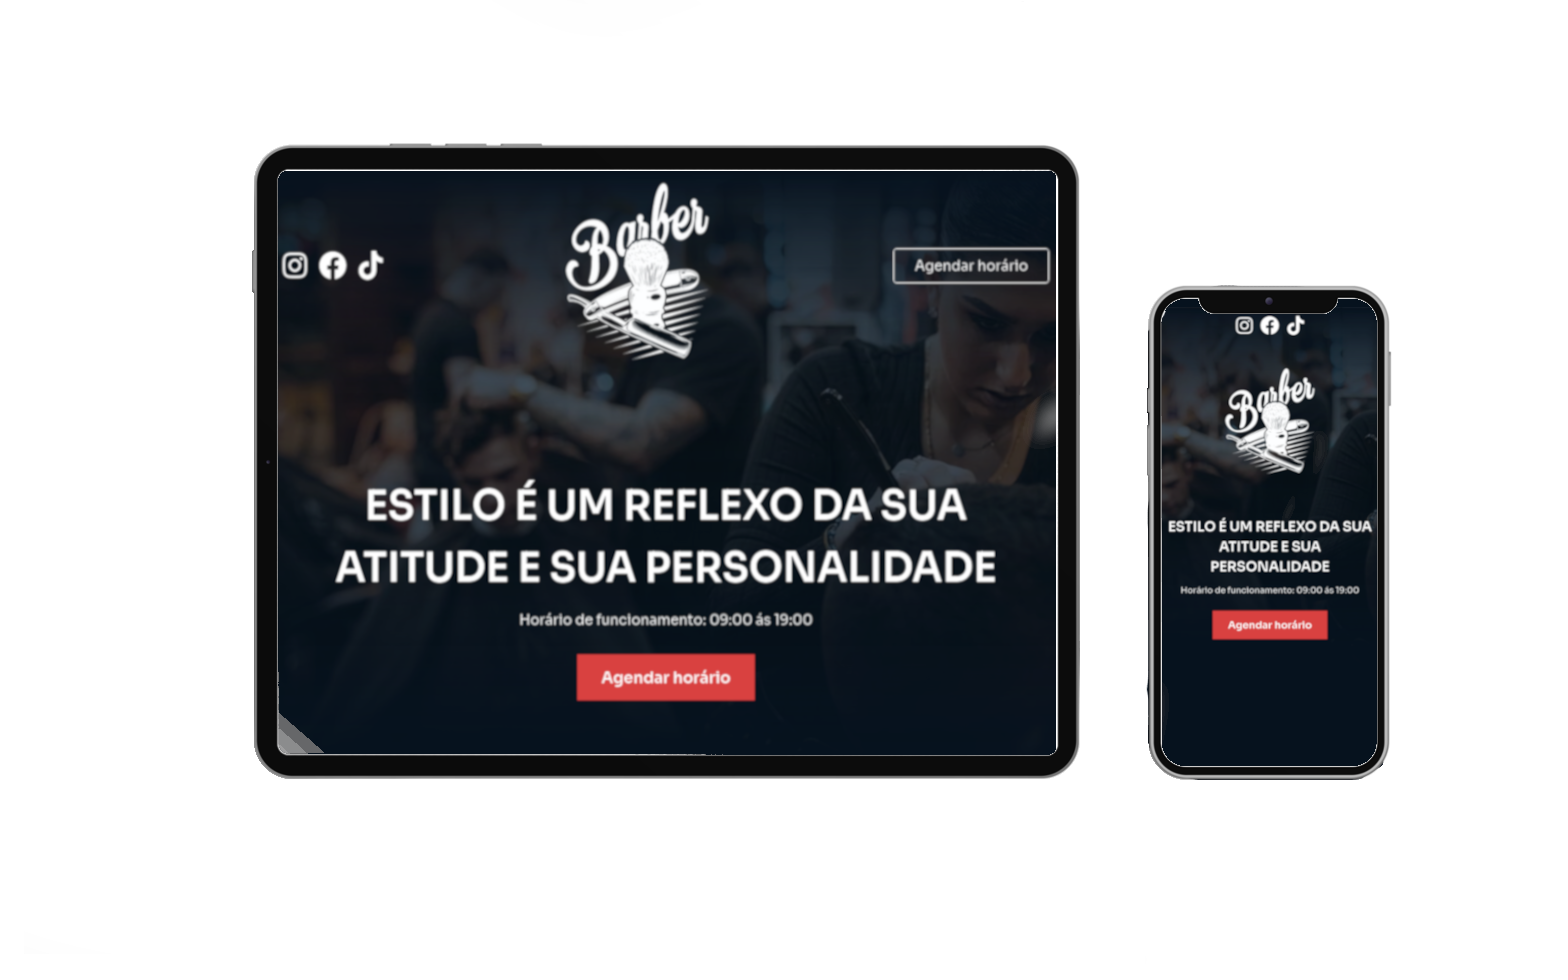 Barber
Agendar horário
ESTILO É UM REFLEXO DA SUA
ATITUDE E SUA PERSONALIDADE
Horário de funcionamento: 09:00 ás 19:00
Agendar horário
Barber
ESTILO É UM REFLEXO DA SUA
ATITUDE E SUA
PERSONALIDADE
Horário de funcionamento: 09:00 ás 19:00
Agendar horário